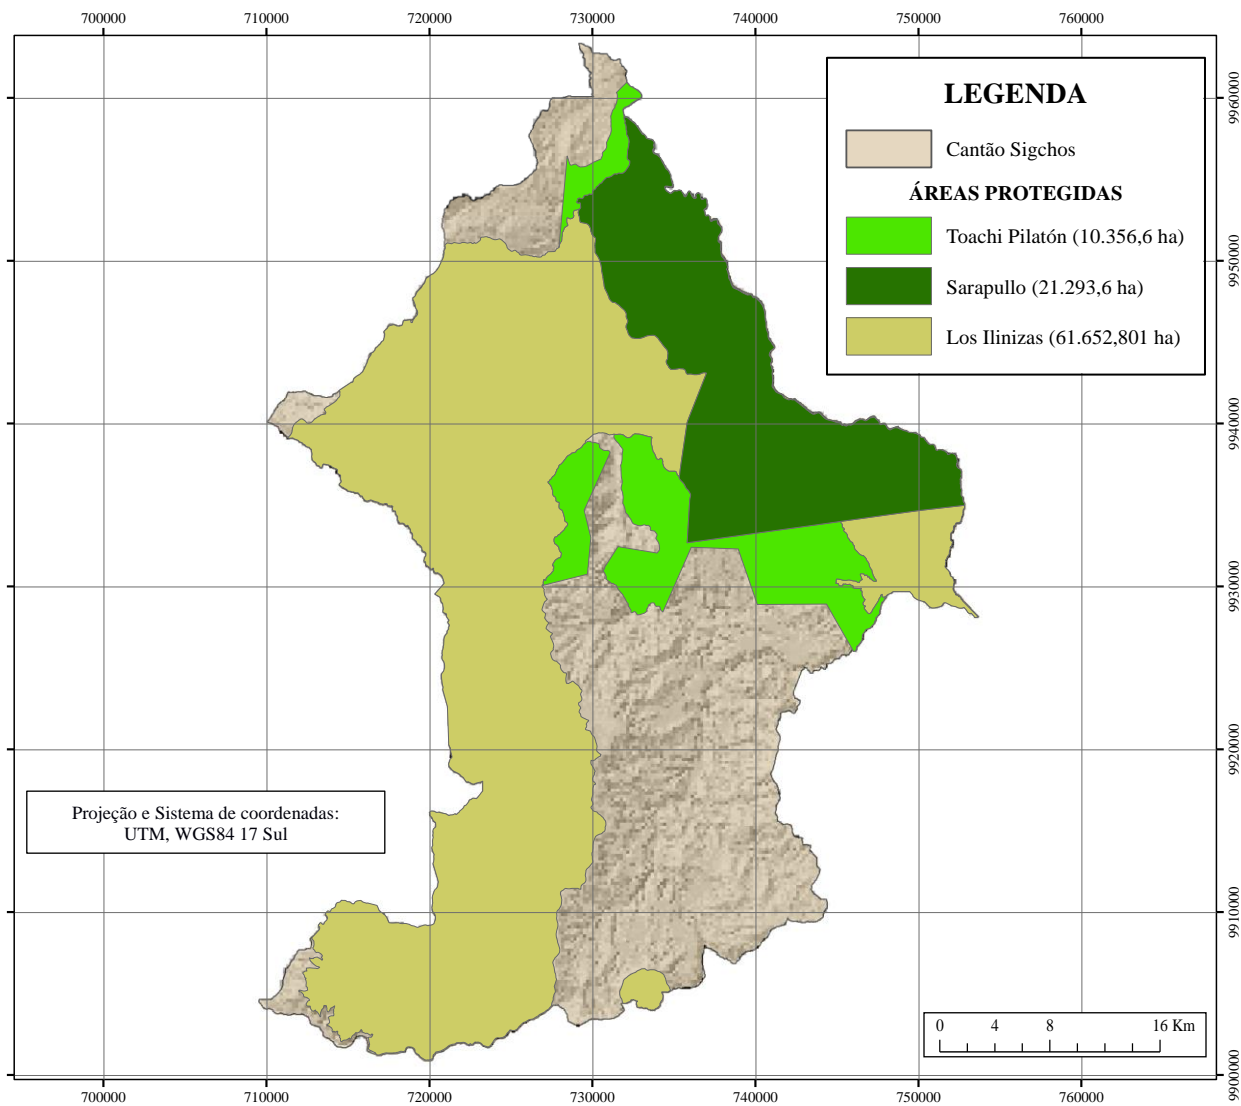 700000 710000 720000 730000 740000 750000 760000
LEGENDA
Cantão Sigchos
ÁREAS PROTEGIDAS
Toachi Pilatón (10.356,6 ha)
Sarapullo (21.293,6 ha)
Los Ilinizas (61.652,801 ha)
9960000
9950000
9940000
9930000
9920000
9910000
9900000
Projeção e Sistema de coordenadas:
UTM, WGS84 17 Sul
0 4 8 16 Km
700000 710000 720000 730000 740000 750000 760000